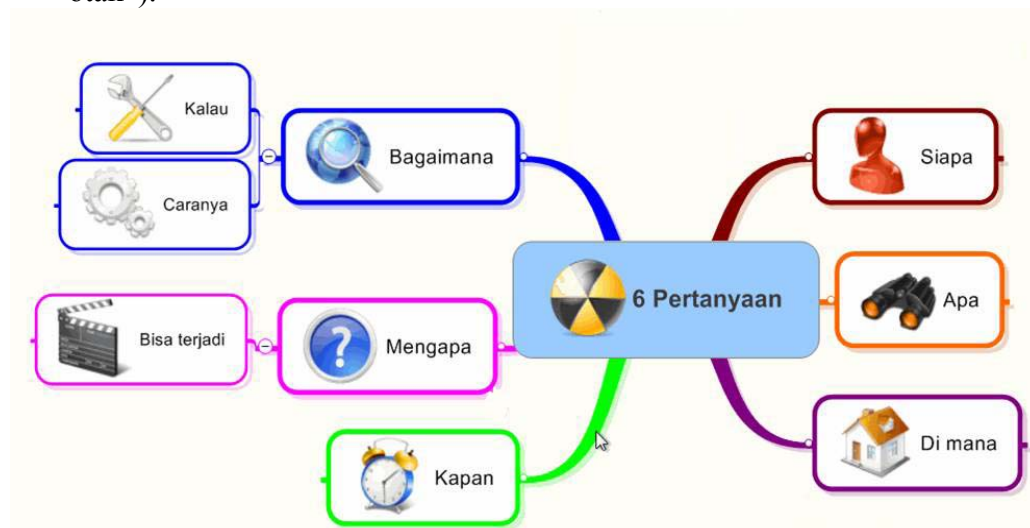 Kalau
Caranya
Bagaimana
Bisa terjadi
Mengapa
Kapan
6 Pertanyaan
Siapa
Apa
Di mana